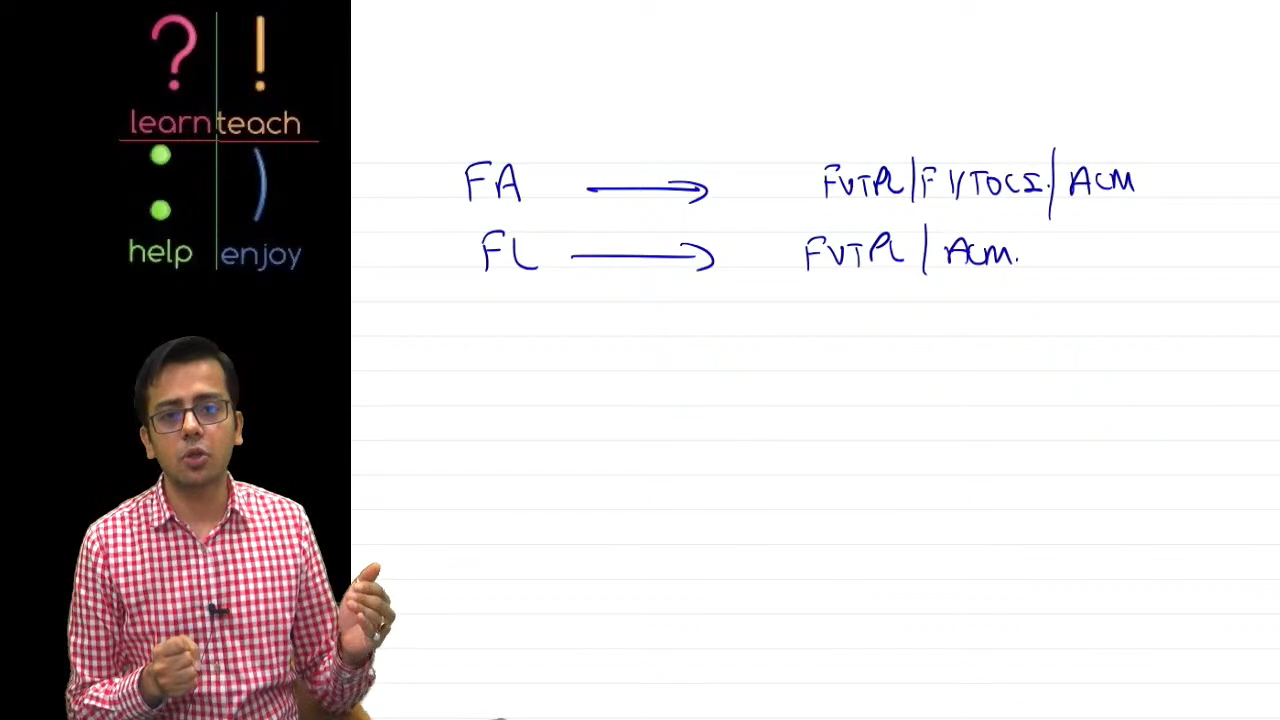 ? !
learn teach
: )
help enjoy
FA → FVTPL/FVTOCI/ACM
FL → FVTPL/ACM.